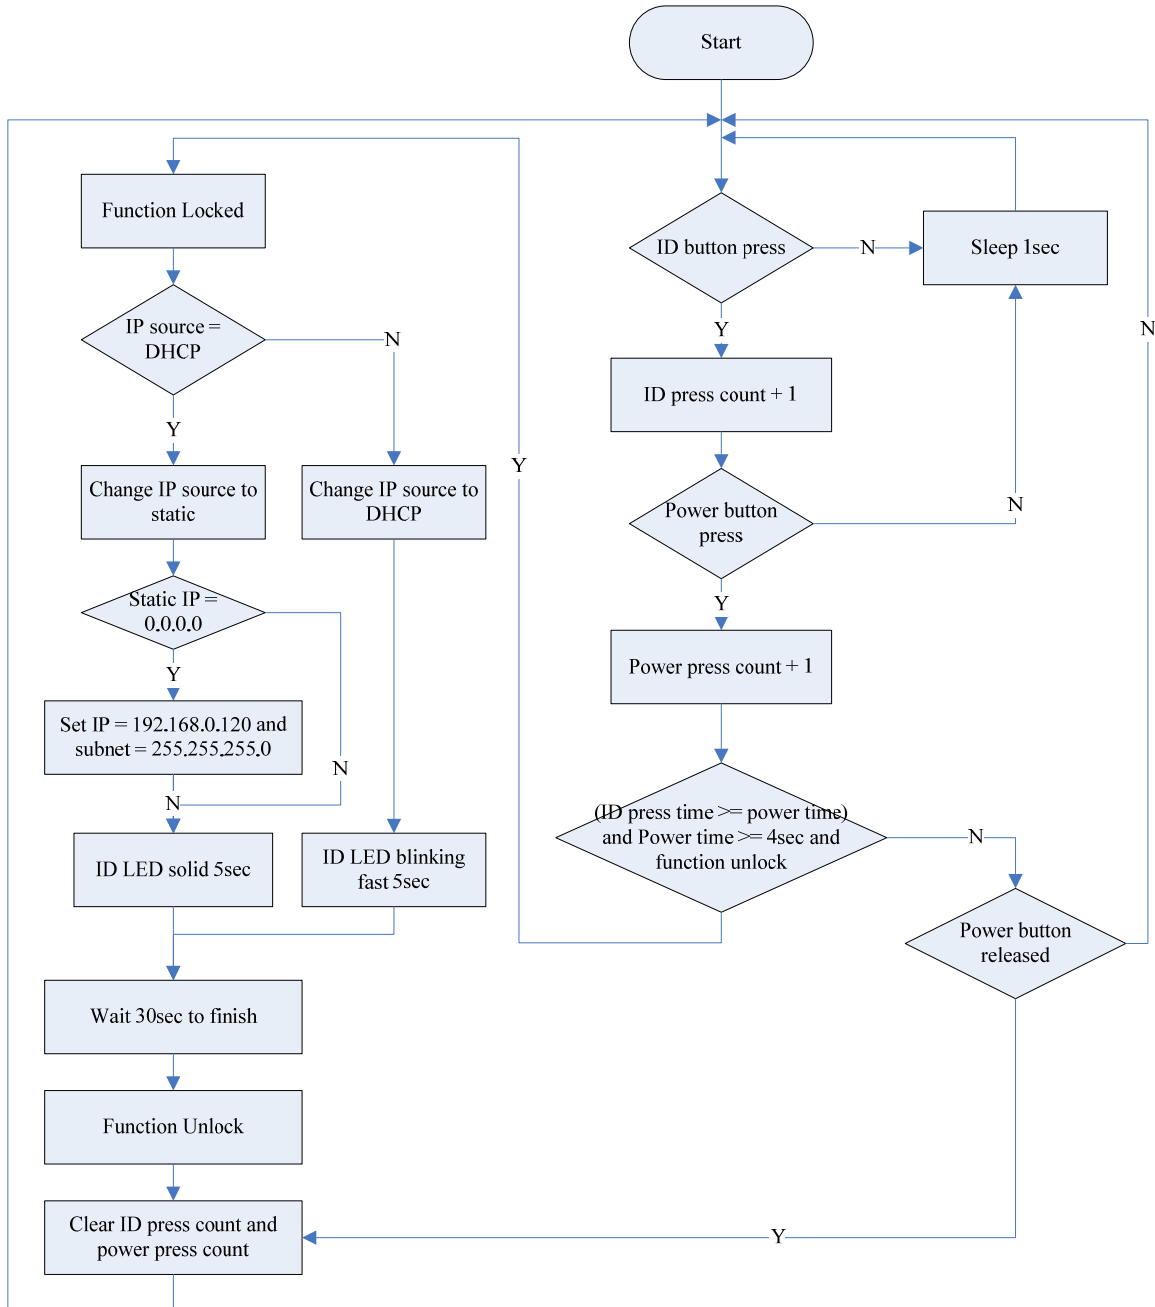 Start
Function Locked
ID button press
N
Sleep 1sec
IP source =
DHCP
N
Y
N
Y
ID press count + 1
Y
Change IP source to
static
Change IP source to
DHCP
Y
Power button
press
N
Static IP =
0.0.0.0
Y
Y
Power press count + 1
Set IP = 192.168.0.120 and
subnet = 255.255.255.0
N
N
(ID press time >= power time)
and Power time >= 4sec and
function unlock
N
ID LED solid 5sec
ID LED blinking
fast 5sec
Power button
released
Wait 30sec to finish
Function Unlock
Clear ID press count and
power press count
Y